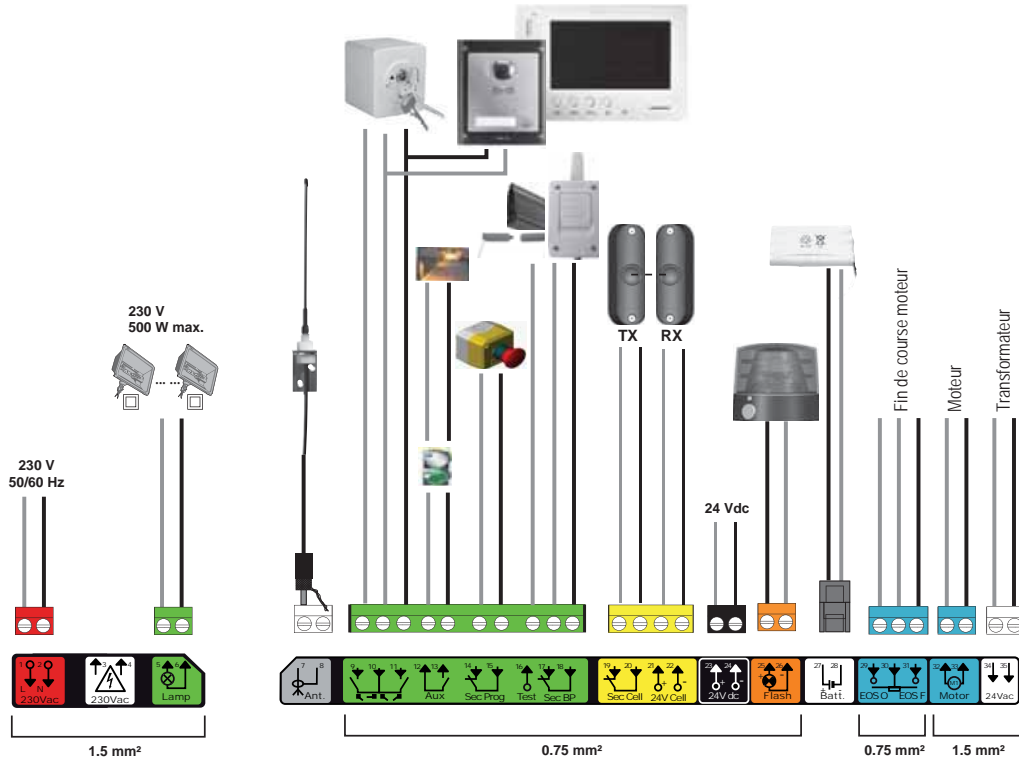 TX
RX
230 V
500 W max.
230 V
50/60 Hz
24 Vdc
Fin de course moteur
Moteur
Transformateur
1 2
L N
230Vac
3 4
230Vac
5 6
Lamp
7 8
Ant.
9 10 11 12 13
Aux
14 15
Sec Prog
16
Test
17 18
Sec BP
19 20
Sec Cell
21 22
+ -
24V Cell
23 24
+ -
24V dc
25 26
+ -
Flash
27 28
+
Batt.
29 30 31
EOS O EOS F
32 33
M1
Motor
34 35
24Vac
1.5 mm²
0.75 mm²
0.75 mm²
1.5 mm²